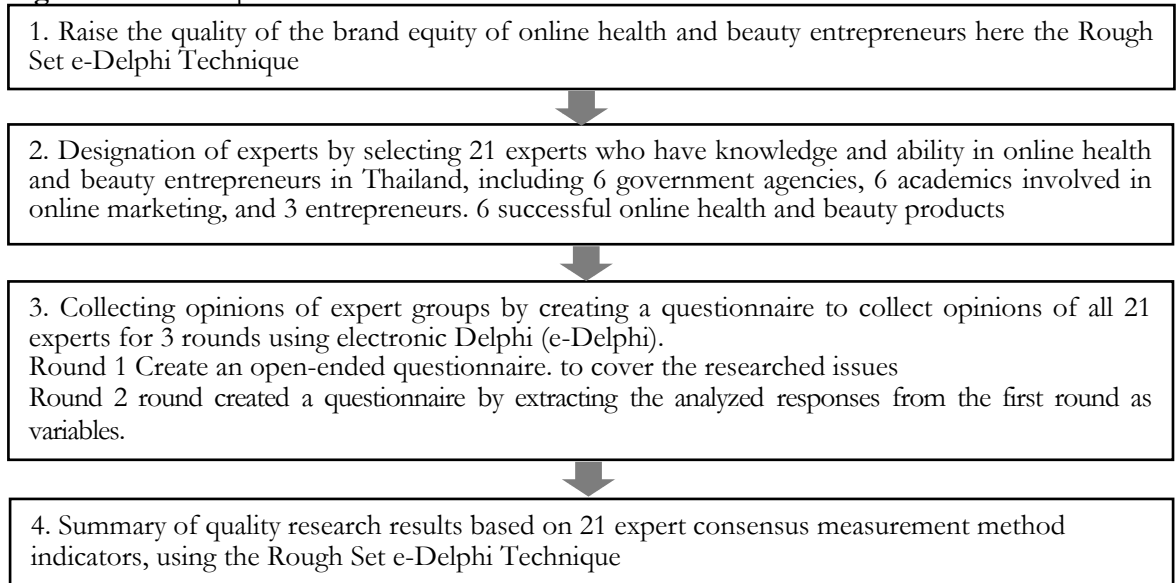 1. Raise the quality of the brand equity of online health and beauty entrepreneurs here the Rough
Set e-Delphi Technique
2. Designation of experts by selecting 21 experts who have knowledge and ability in online health
and beauty entrepreneurs in Thailand, including 6 government agencies, 6 academics involved in
online marketing, and 3 entrepreneurs. 6 successful online health and beauty products
3. Collecting opinions of expert groups by creating a questionnaire to collect opinions of all 21
experts for 3 rounds using electronic Delphi (e-Delphi).
Round 1 Create an open-ended questionnaire. to cover the researched issues
Round 2 round created a questionnaire by extracting the analyzed responses from the first round as
variables.
4. Summary of quality research results based on 21 expert consensus measurement method
indicators, using the Rough Set e-Delphi Technique